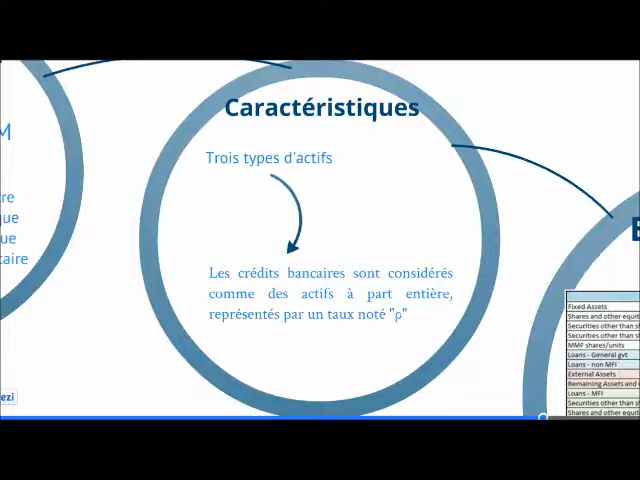 Caractéristiques
Trois types d'actifs
Les crédits bancaires sont considérés
comme des actifs à part entière,
représentés par un taux noté "ρ"
M
re
que
ue
taire
ezi
E
Fixed Assets
Shares and other equit
Securities other than sh
Securities other than s
MMF shares/units
Loans - General gvt
Loans - non MFI
External Assets
Remaining Assets and
Loans - MFI
Securities other than s
Shares and other equi